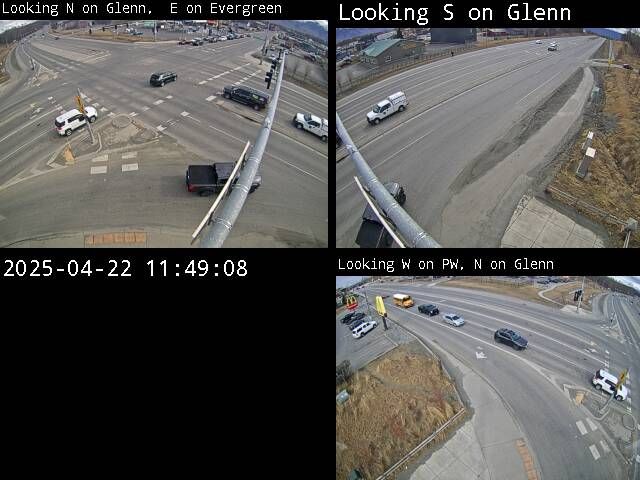 Looking N on Glenn,  E on Evergreen
Looking S on Glenn
2025-04-22 11:49:08
Looking W on PW, N on Glenn